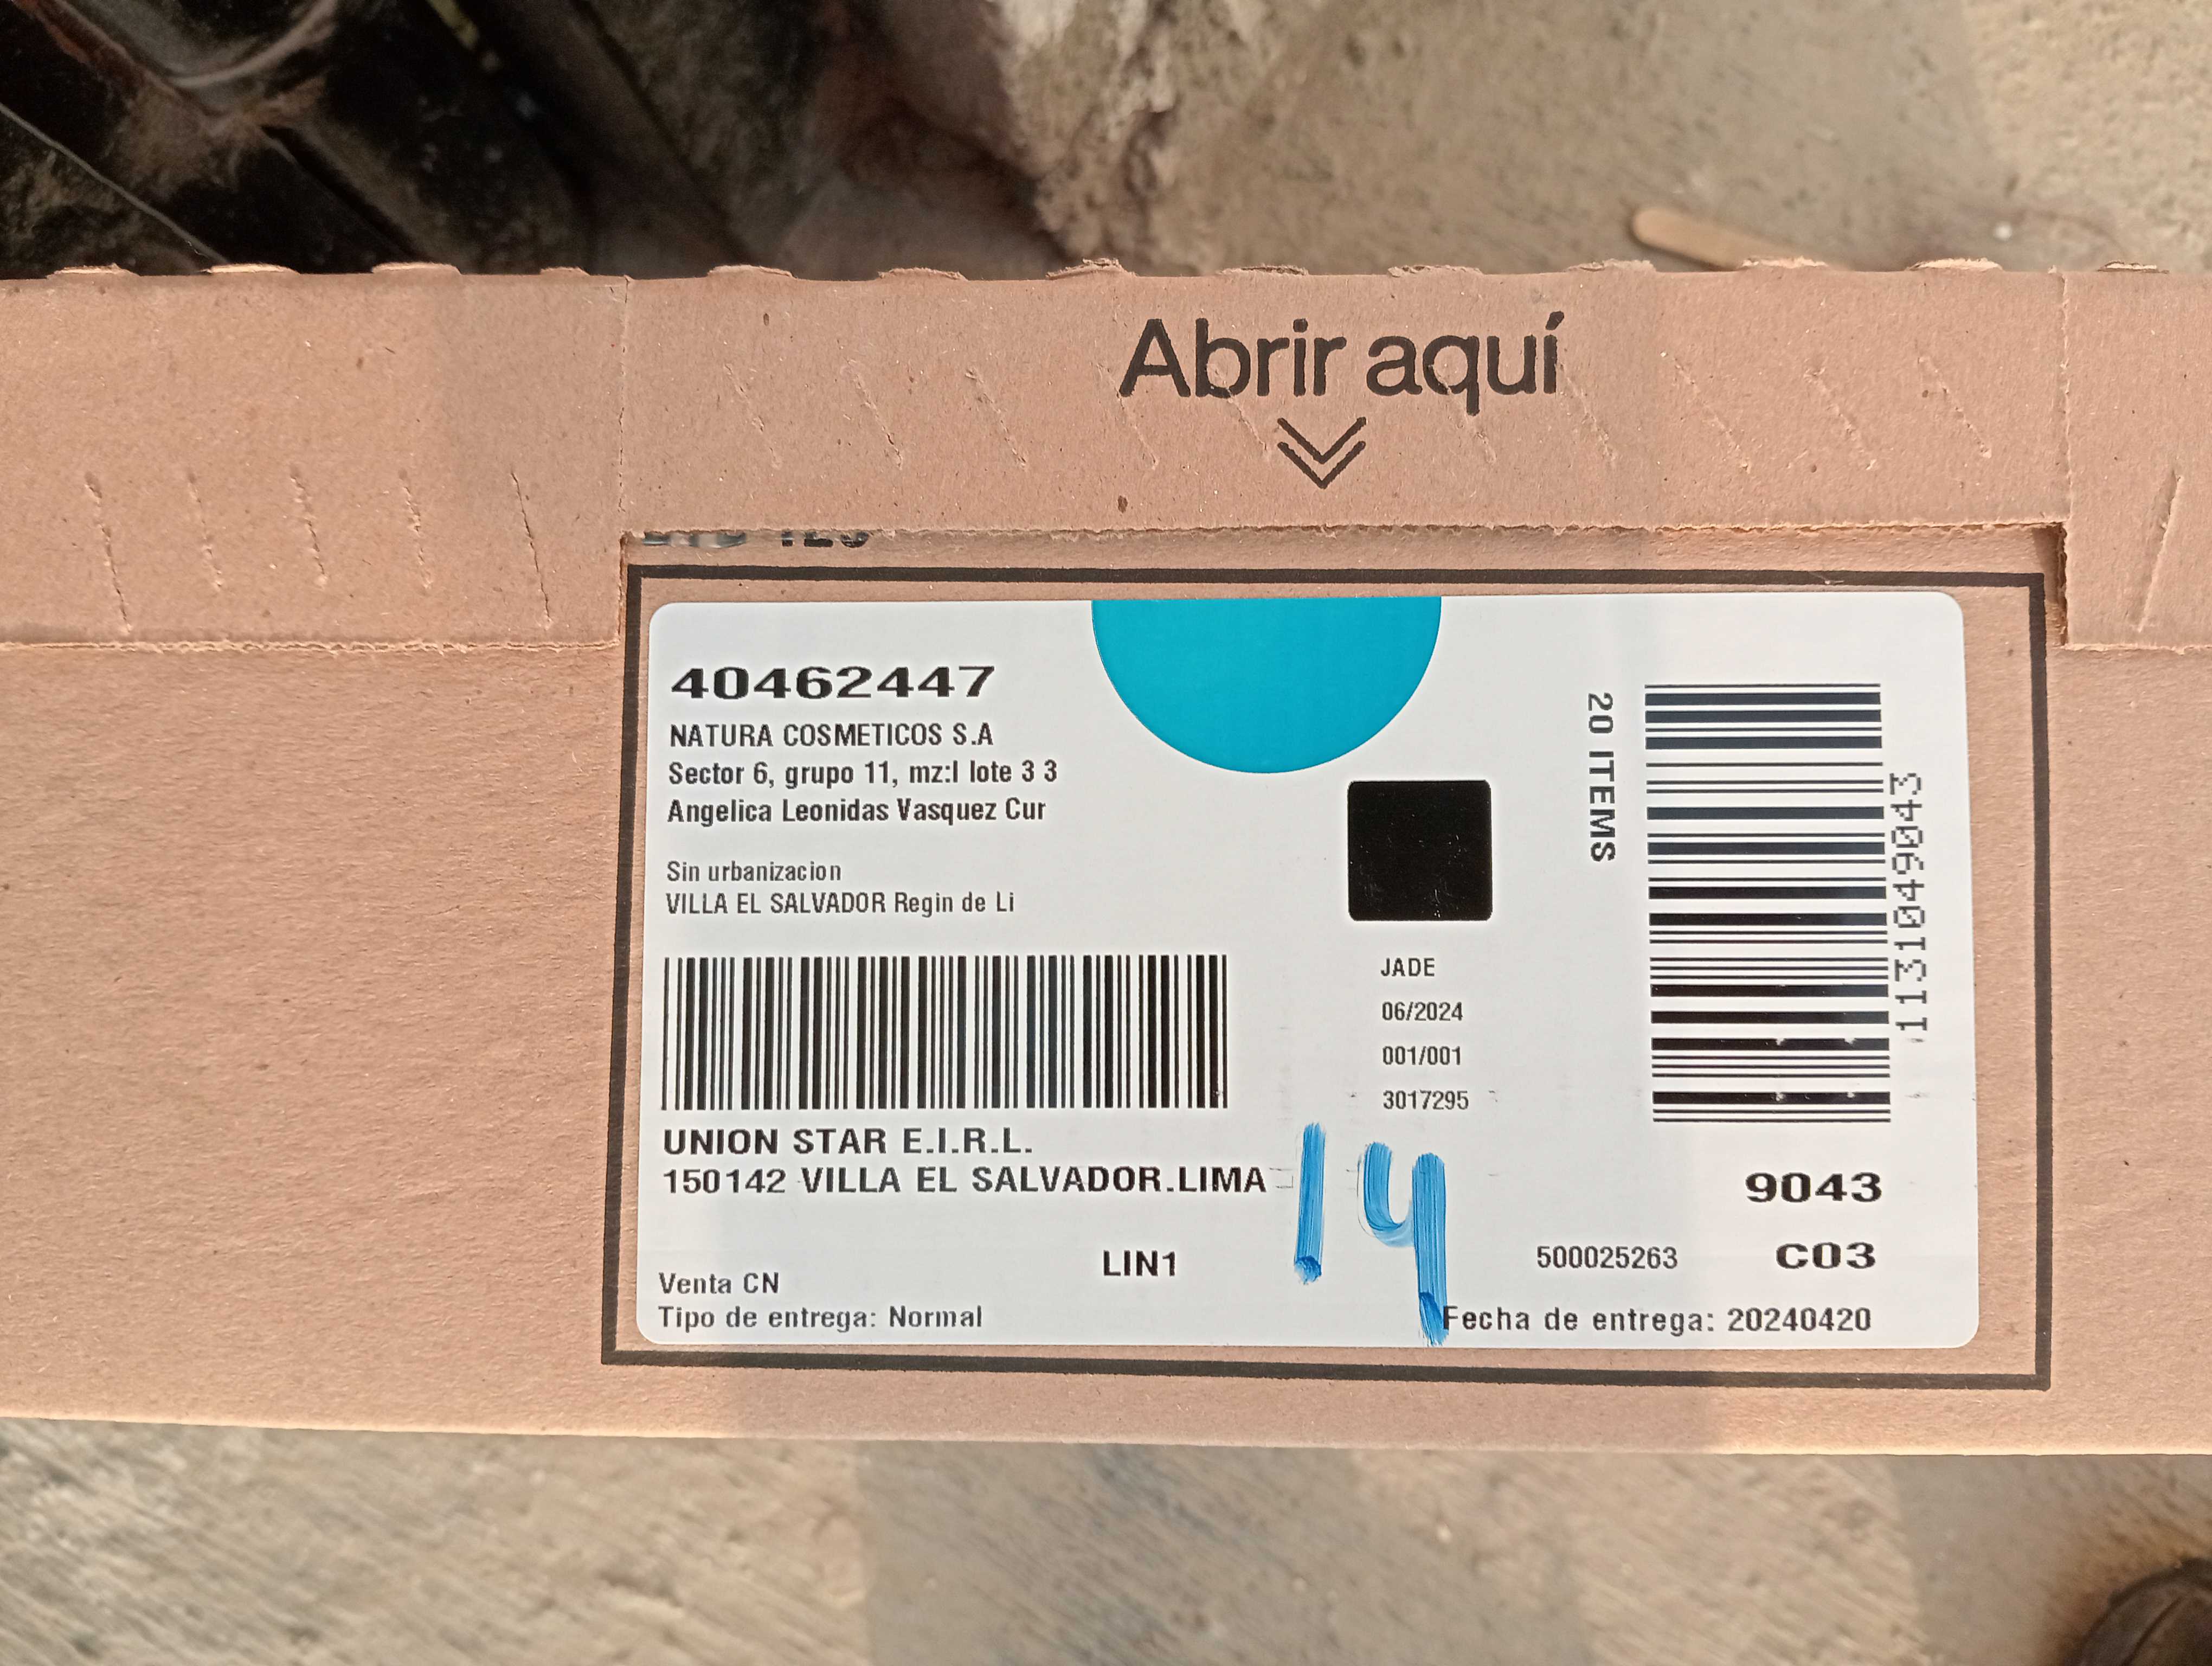 Abrir aquí
40462447
NATURA COSMETICOS S.A
Sector 6, grupo 11, mz:l lote 3 3
Angelica Leonidas Vasquez Cur
Sin urbanizacion
VILLA EL SALVADOR Regin de Li
20 ITEMS
1131049043
JADE
06/2024
001/001
3017295
UNION STAR E.I.R.L.
150142 VILLA EL SALVADOR.LIMA
14
9043
LIN1
500025263 C03
Venta CN
Tipo de entrega: Normal
Fecha de entrega: 20240420